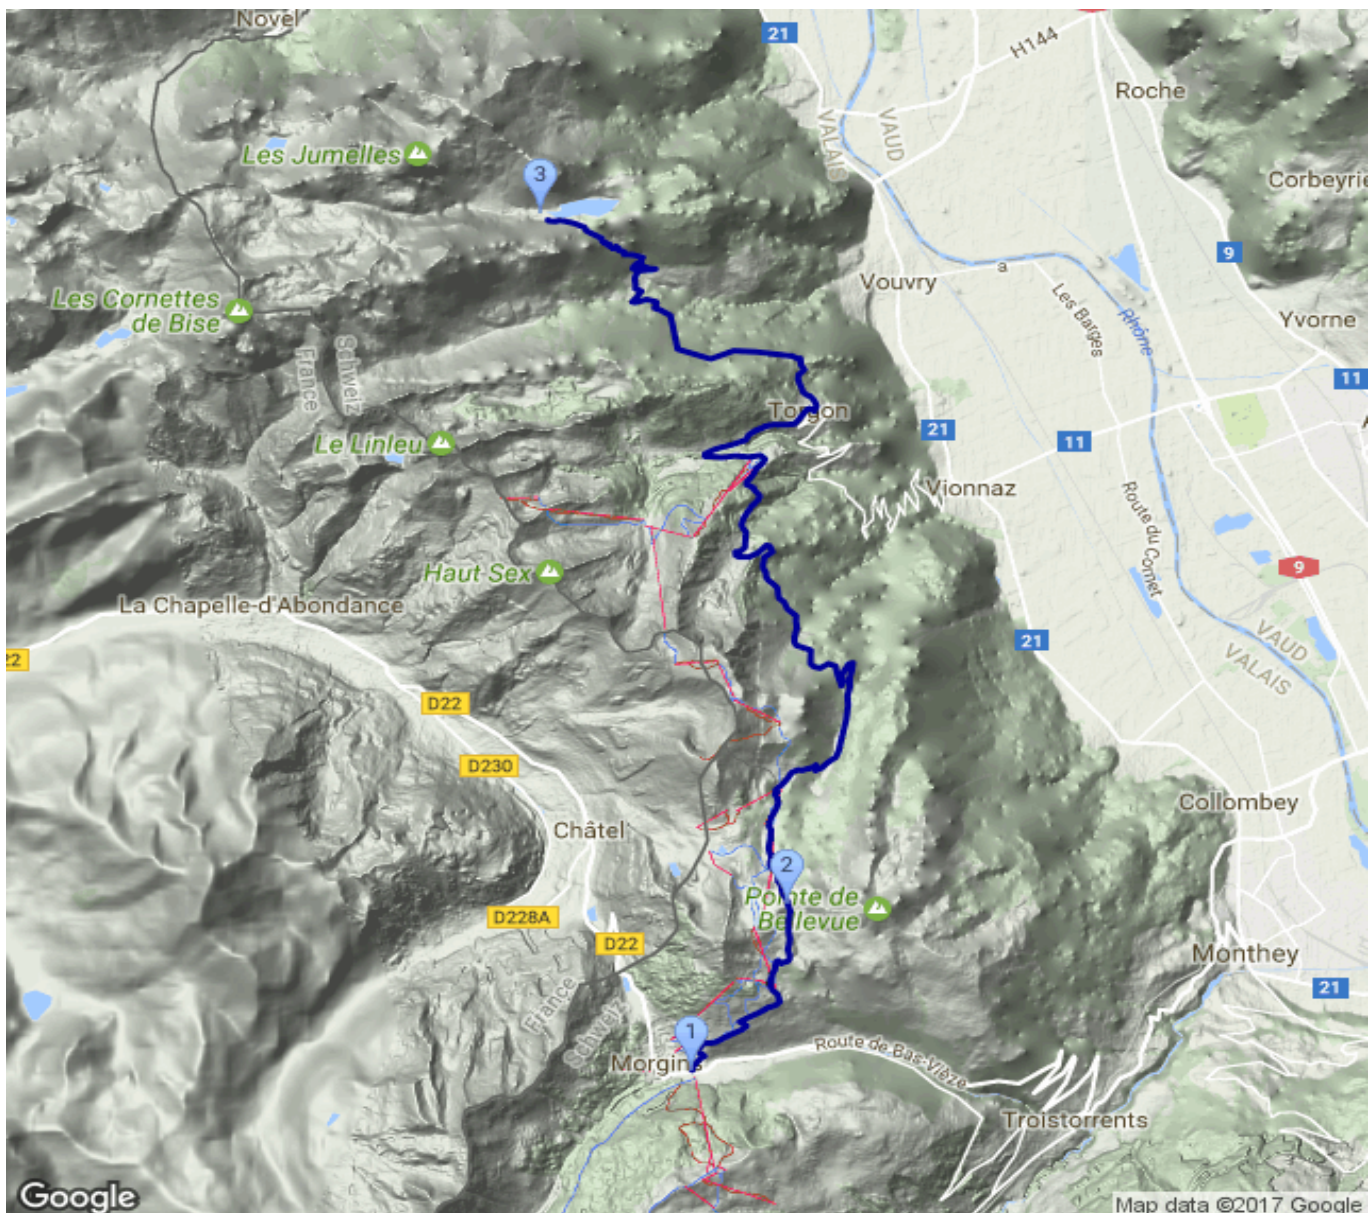 Novel
21
H144
Roche
VALAIS
VAUD
Les Jumelles
3
Corbeyrie
9
a
Vouvry
Les Barges
Rhône
Les Cornettes
de Bise
Yvorne
France
Schweiz
11
Torgon
Le Linleu
21
11
Vionnaz
Route du Cornet
Haut Sex
9
La Chapelle-d'Abondance
21
VAUD
VALAIS
22
D22
D230
Collombey
Châtel
2
Pointe de
Bellevue
D228A
D22
Monthey
21
France
Schweiz
1
Morgins
Route de Bas-Vièze
Troistorrents
Google
Map data ©2017 Google